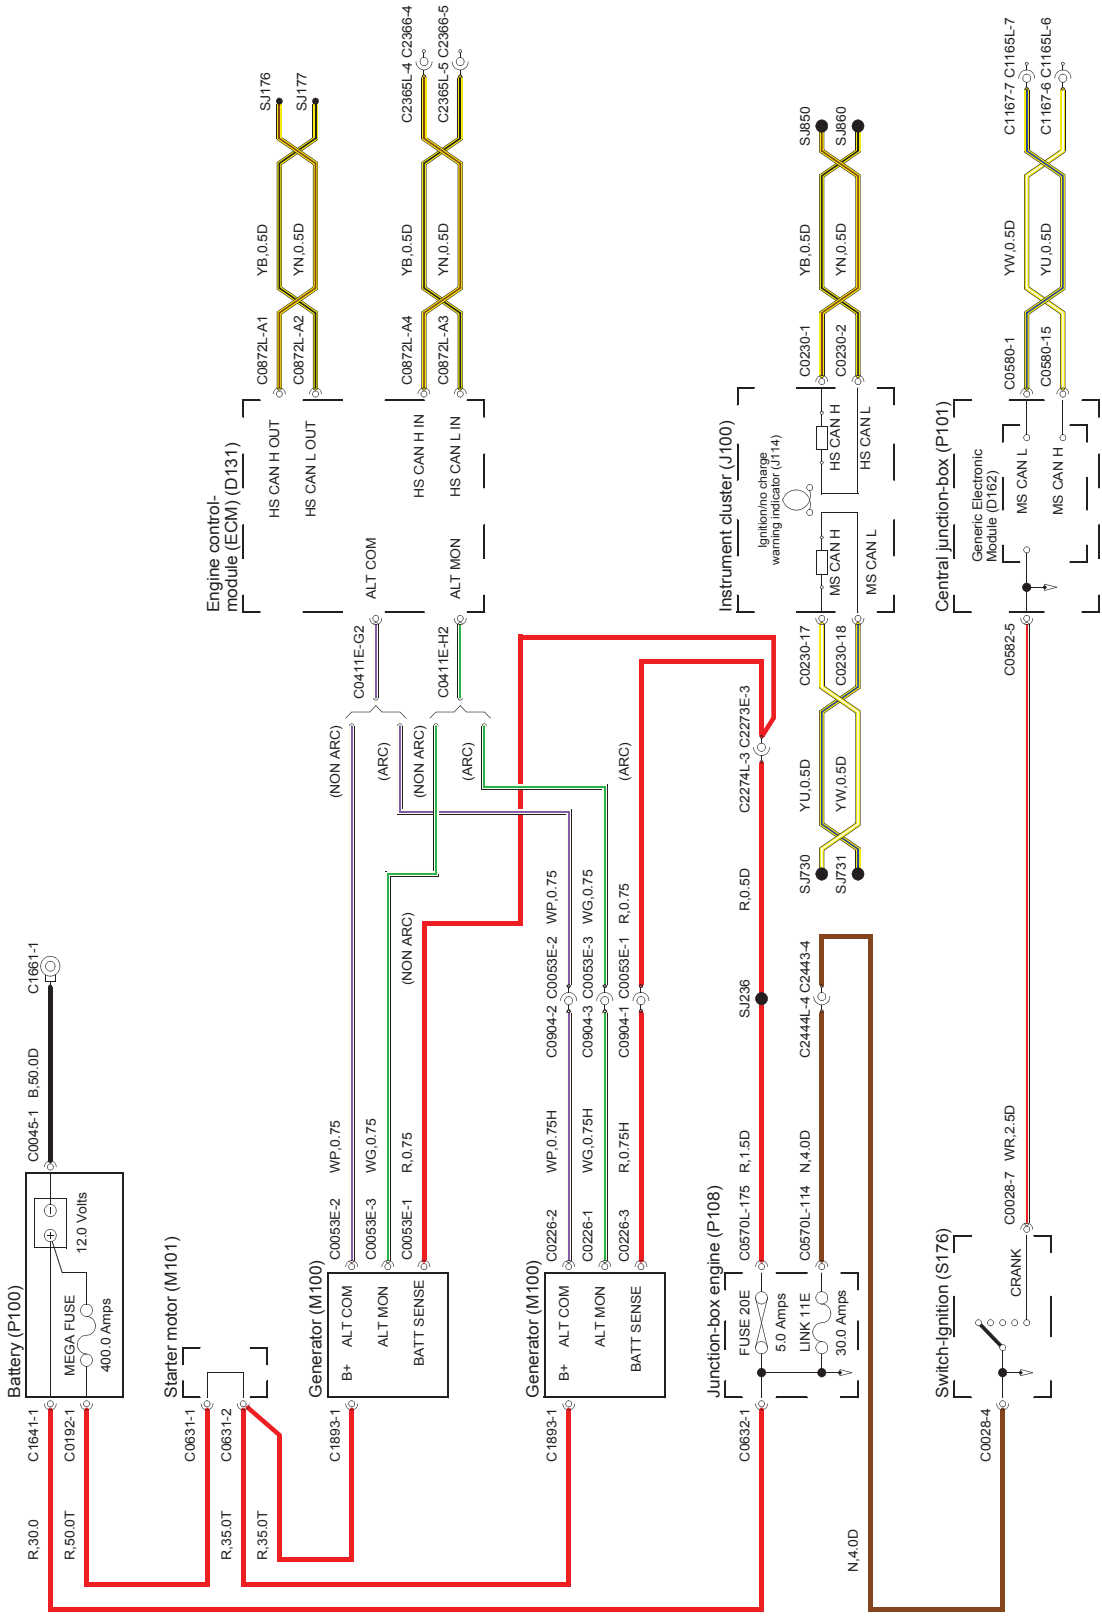 Battery (P100)
MEGA FUSE
400.0 Amps
12.0 Volts
C1641-1
C0192-1
R,30.0
R,50.0T
C0045-1
B,50.0D
C1661-1
Starter motor (M101)
C0631-1
C0631-2
R,35.0T
R,35.0T
Engine control-
module (ECM) (D131)
HS CAN H OUT
HS CAN L OUT
HS CAN H IN
HS CAN L IN
ALT COM
ALT MON
C0872L-A1
C0872L-A2
C0872L-A4
C0872L-A3
YB,0.5D
YN,0.5D
YB,0.5D
YN,0.5D
SJ176
SJ177
C2365L-4 C2366-4
C2365L-5 C2366-5
C0411E-G2
C0411E-H2
(NON ARC)
(ARC)
(NON ARC)
(ARC)
Generator (M100)
B+
ALT COM
ALT MON
BATT SENSE
C1893-1
C0053E-2
C0053E-3
C0053E-1
WP,0.75
WG,0.75
R,0.75
(NON ARC)
Generator (M100)
B+
ALT COM
ALT MON
BATT SENSE
C1893-1
C0226-2
C0226-1
C0226-3
WP,0.75H
WG,0.75H
R,0.75H
C0904-2 C0053E-2
C0904-3 C0053E-3
C0904-1 C0053E-1
WP,0.75
WG,0.75
R,0.75
(ARC)
Junction-box engine (P108)
FUSE 20E
5.0 Amps
LINK 11E
30.0 Amps
C0632-1
C0570L-175
C0570L-114
R,1.5D
N,4.0D
SJ236
R,0.5D
C2274L-3 C2273E-3
C2444L-4 C2443-4
N,4.0D
Instrument cluster (J100)
Ignition/no charge
warning indicator (J114)
MS CAN H
HS CAN H
MS CAN L
HS CAN L
C0230-17
C0230-18
YU,0.5D
YW,0.5D
SJ730
SJ731
C0230-1
C0230-2
YB,0.5D
YN,0.5D
SJ850
SJ860
Central junction-box (P101)
Generic Electronic
Module (D162)
MS CAN L
MS CAN H
C0580-1
C0580-15
YW,0.5D
YU,0.5D
C1167-7 C1165L-7
C1167-6 C1165L-6
C0582-5
WR,2.5D
C0028-7
Switch-Ignition (S176)
CRANK
C0028-4